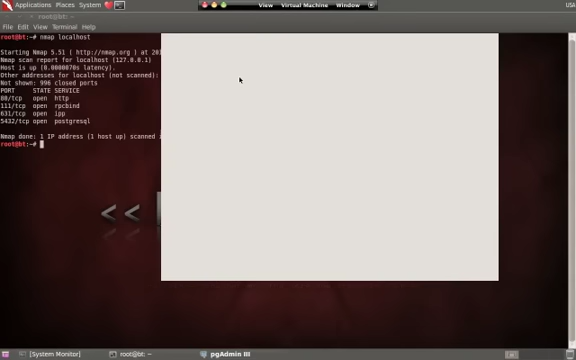 Applications Places System
View Virtual Machine Window
USA
root@bt: ~
File Edit View Terminal Help
root@bt:~# nmap localhost
Starting Nmap 5.51 ( http://nmap.org ) at 201
Nmap scan report for localhost (127.0.0.1)
Host is up (0.0000070s latency).
Other addresses for localhost (not scanned):
Not shown: 996 closed ports
PORT STATE SERVICE
80/tcp open http
111/tcp open rpcbind
631/tcp open ipp
5432/tcp open postgresql
Nmap done: 1 IP address (1 host up) scanned
root@bt:~#
<<
[System Monitor] root@bt: ~ pgAdmin III